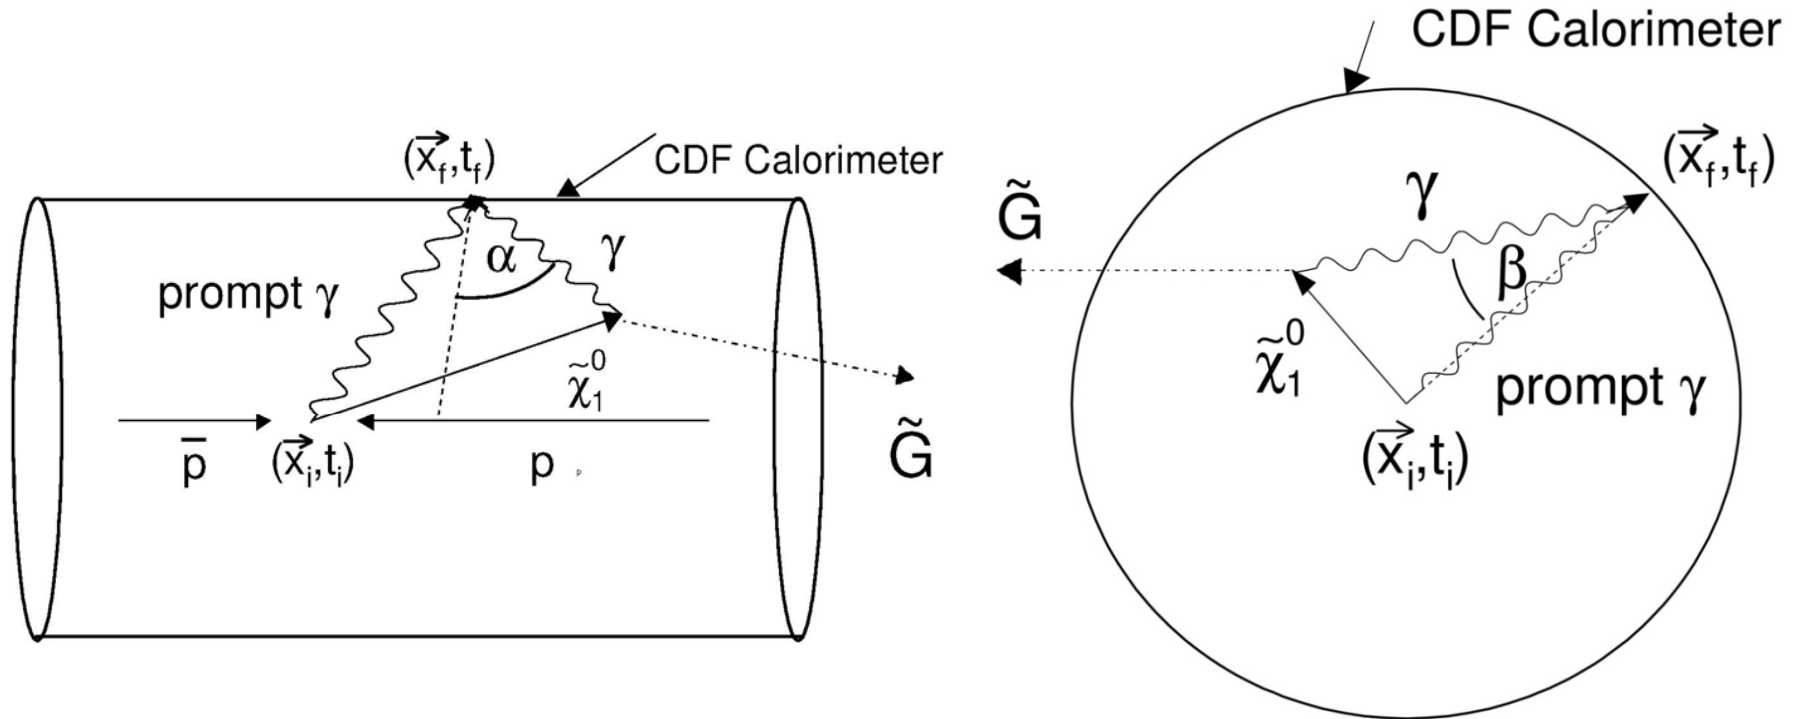 (x⃗f,tf)
CDF Calorimeter
α
γ
prompt γ
χ̃⁰₁
p̄
(x⃗i,ti)
p
p
G̃
CDF Calorimeter
(x⃗f,tf)
γ
G̃
β
χ̃⁰₁
prompt γ
(x⃗i,ti)